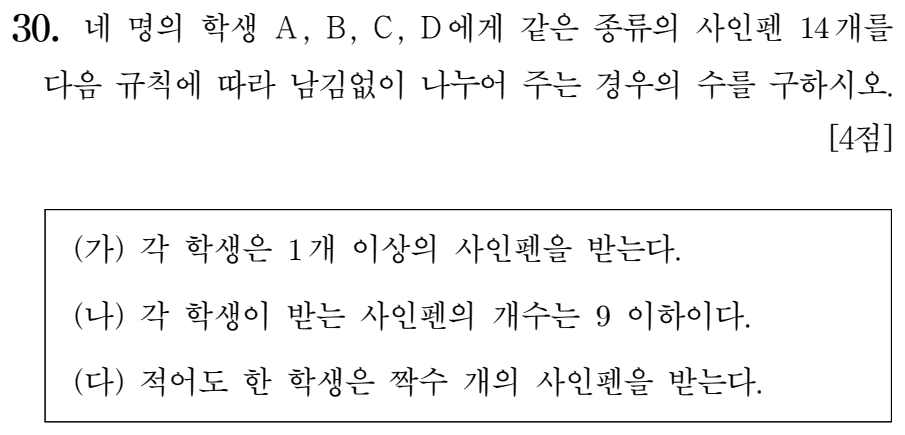 30. 네 명의 학생 A, B, C, D에게 같은 종류의 사인펜 14개를
다음 규칙에 따라 남김없이 나누어 주는 경우의 수를 구하시오.
[4점]
(가) 각 학생은 1개 이상의 사인펜을 받는다.
(나) 각 학생이 받는 사인펜의 개수는 9 이하이다.
(다) 적어도 한 학생은 짝수 개의 사인펜을 받는다.